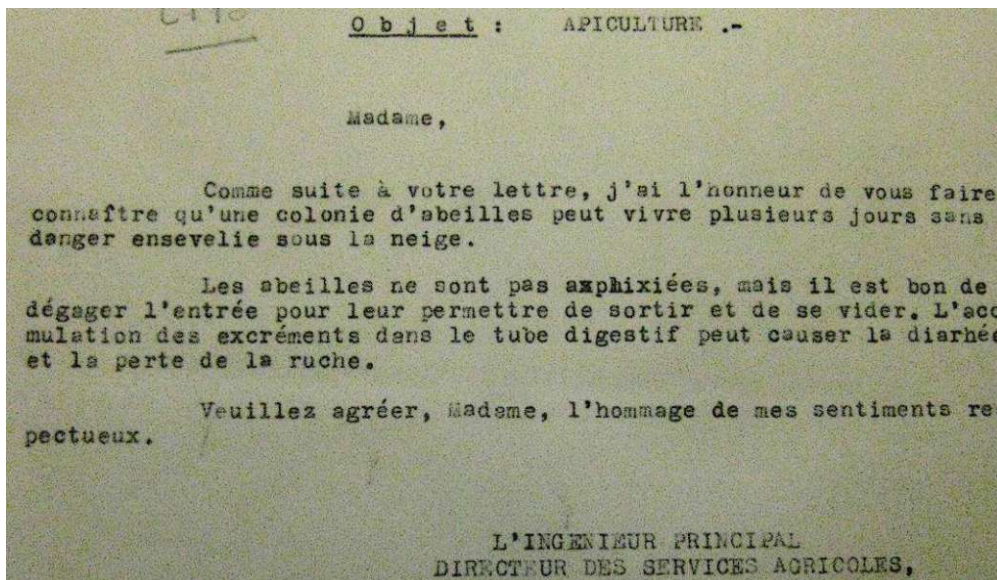 Objet : APICULTURE .-
Madame,
Comme suite à votre lettre, j'ai l'honneur de vous faire
connaître qu'une colonie d'abeilles peut vivre plusieurs jours sans
danger ensevelie sous la neige.
Les abeilles ne sont pas axphixiées, mais il est bon de
dégager l'entrée pour leur permettre de sortir et de se vider. L'acc
mulation des excréments dans le tube digestif peut causer la diarhée
et la perte de la ruche.
Veuillez agréer, Madame, l'hommage de mes sentiments re
pectueux.
L'INGENIEUR PRINCIPAL
DIRECTEUR DES SERVICES AGRICOLES,